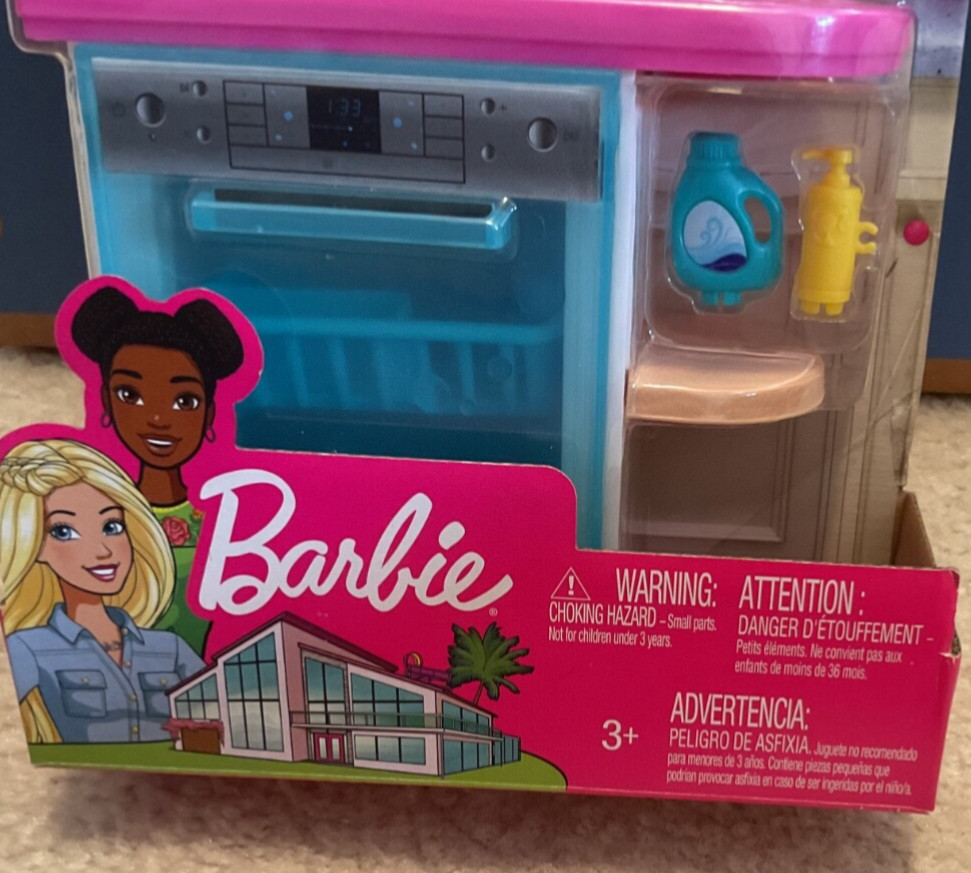 1:33
Barbie®
WARNING:
CHOKING HAZARD – Small parts.
Not for children under 3 years.
ATTENTION :
DANGER D'ÉTOUFFEMENT –
Petits éléments. Ne convient pas aux
enfants de moins de 36 mois.
3+
ADVERTENCIA:
PELIGRO DE ASFIXIA. Juguete no recomendado
para menores de 3 años. Contiene piezas pequeñas que
podrían provocar asfixia en caso de ser ingeridas por el niño/a.